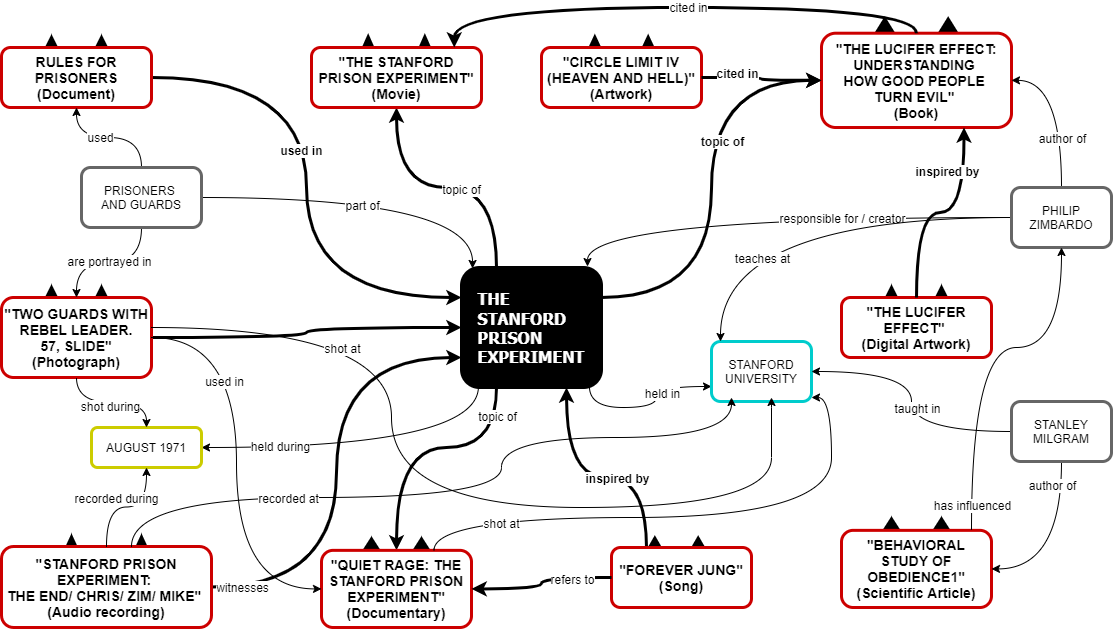 cited in
RULES FOR
PRISONERS
(Document)
"THE STANFORD
PRISON EXPERIMENT"
(Movie)
"CIRCLE LIMIT IV
(HEAVEN AND HELL)"
(Artwork)
cited in
"THE LUCIFER EFFECT:
UNDERSTANDING
HOW GOOD PEOPLE
TURN EVIL"
(Book)
used
used in
topic of
author of
inspired by
topic of
PRISONERS
AND GUARDS
part of
responsible for / creator
PHILIP
ZIMBARDO
are portrayed in
teaches at
"TWO GUARDS WITH
REBEL LEADER.
57, SLIDE"
(Photograph)
THE
STANFORD
PRISON
EXPERIMENT
"THE LUCIFER
EFFECT"
(Digital Artwork)
shot at
used in
STANFORD
UNIVERSITY
held in
shot during
topic of
taught in
STANLEY
MILGRAM
AUGUST 1971
held during
recorded during
recorded at
inspired by
author of
has influenced
shot at
"STANFORD PRISON
EXPERIMENT:
THE END/ CHRIS/ ZIM/ MIKE"
(Audio recording)
witnesses
"QUIET RAGE: THE
STANFORD PRISON
EXPERIMENT"
(Documentary)
refers to
"FOREVER JUNG"
(Song)
"BEHAVIORAL
STUDY OF
OBEDIENCE1"
(Scientific Article)